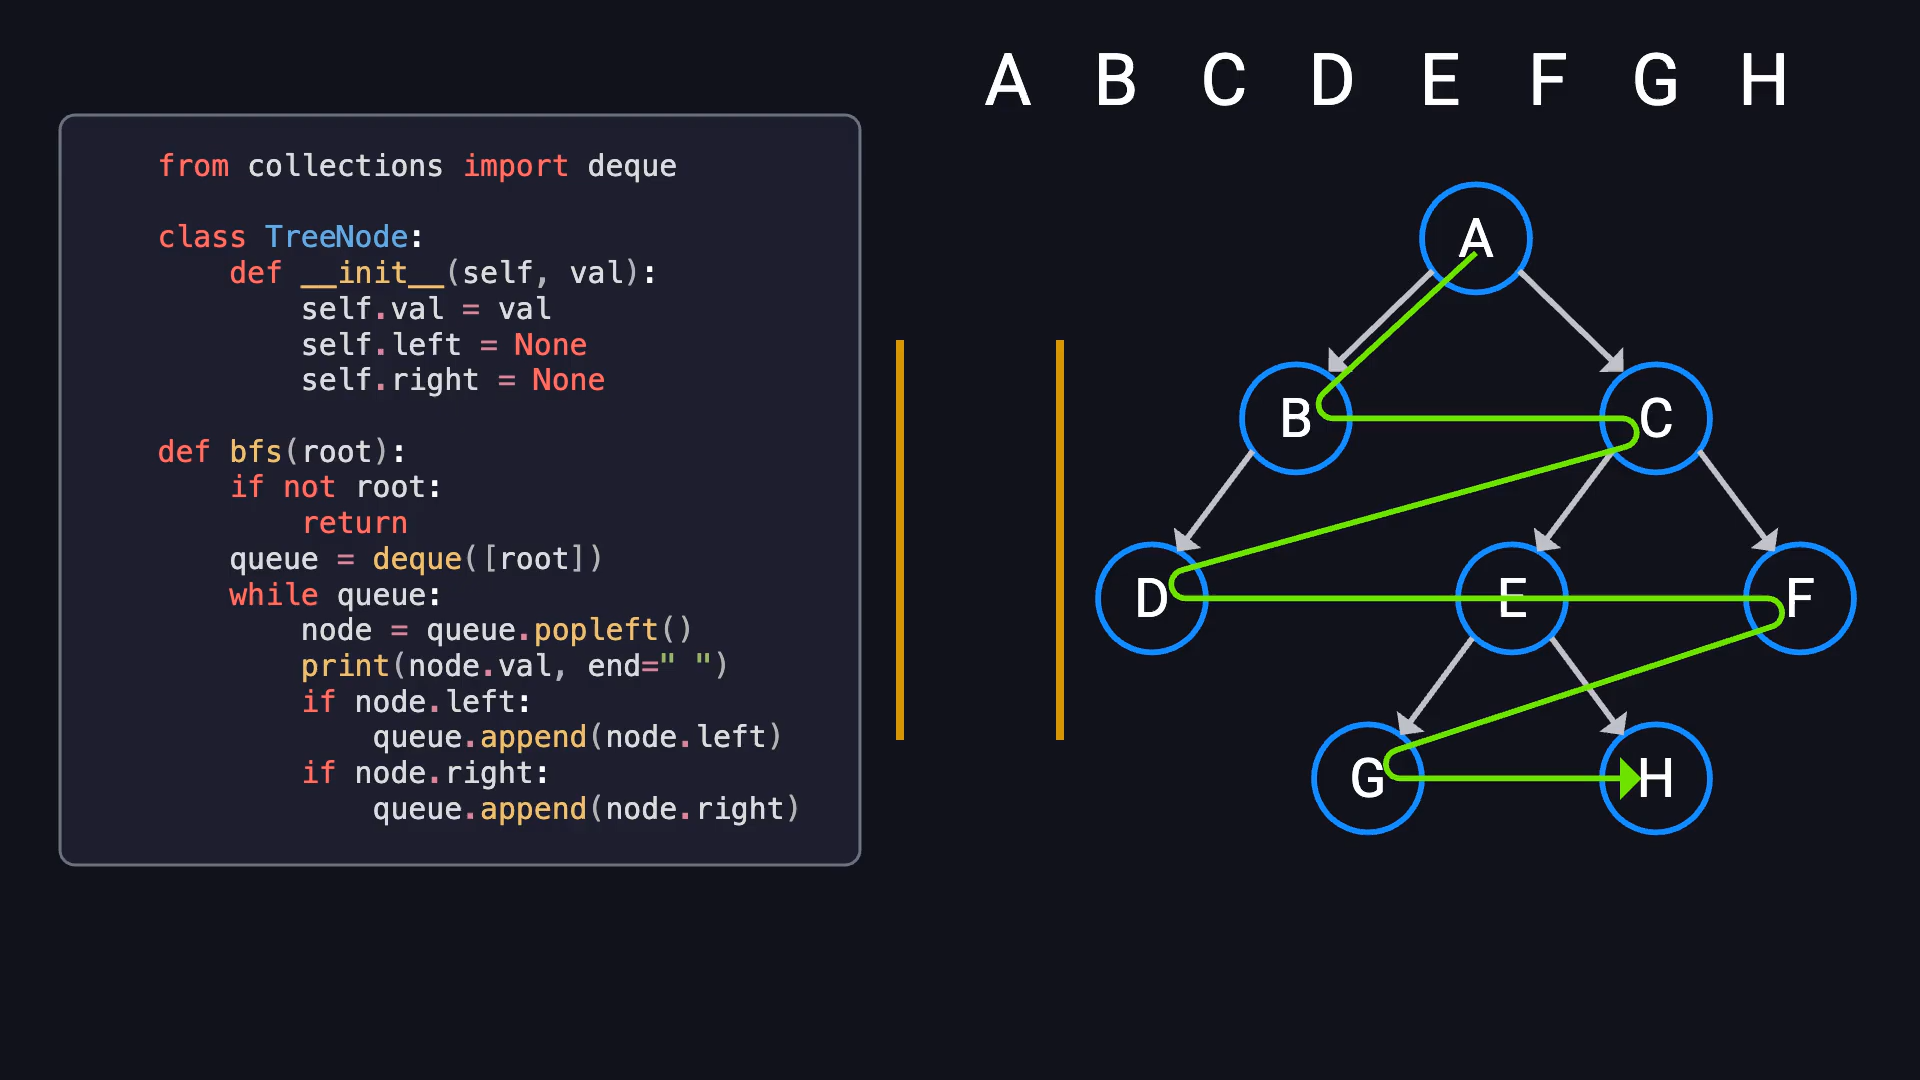 A B C D E F G H
from collections import deque
class TreeNode:
    def __init__(self, val):
        self.val = val
        self.left = None
        self.right = None
def bfs(root):
    if not root:
        return
    queue = deque([root])
    while queue:
        node = queue.popleft()
        print(node.val, end=" ")
        if node.left:
            queue.append(node.left)
        if node.right:
            queue.append(node.right)
A
B C
D E F
G H